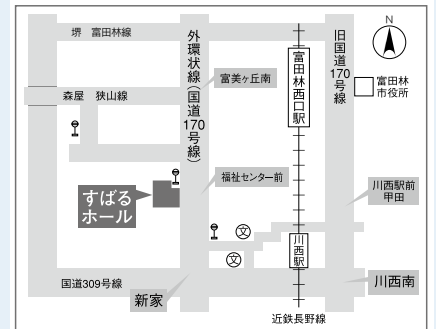 堺 富田林線
外環状線(国道170号線)
旧国道170号線
N
富田林西口駅
富田林
市役所
富美ヶ丘南
森屋 狭山線
福祉センター前
すばる
ホール
川西駅前
甲田
文
文
川西駅
国道309号線
新家
川西南
近鉄長野線